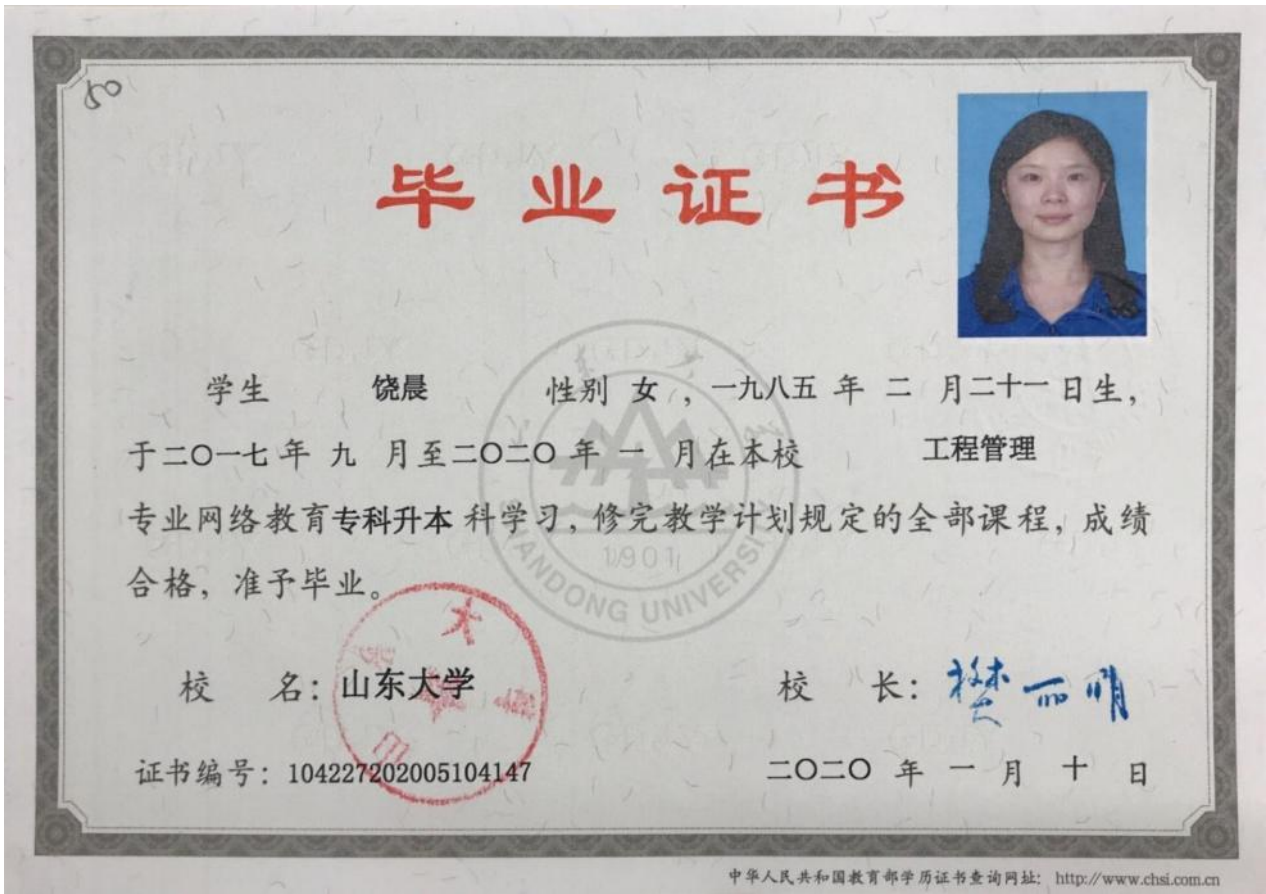 50
毕业证书
学生 饶晨 性别 女 ，一九八五 年 二 月二十一 日生，
于二〇一七 年 九 月至二〇二〇 年 一 月在本校 工程管理
专业网络教育专科升本 科学习，修完教学计划规定的全部课程，成绩
合格，准予毕业。
1901
SHANDONG UNIVERSITY
校 名：山东大学
校 长：樊丽明
证书编号：104227202005104147
二〇二〇 年 一 月 十 日
中华人民共和国教育部学历证书查询网址：http://www.chsi.com.cn